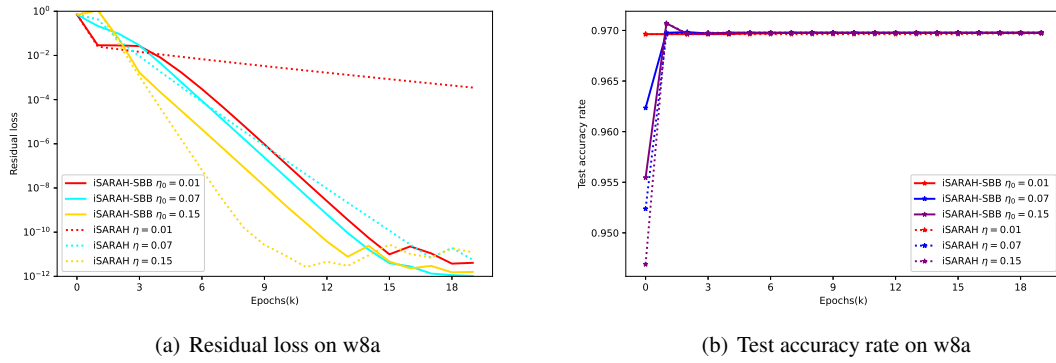 10^0
10^−2
10^−4
10^−6
10^−8
10^−10
10^−12
Residual loss
iSARAH-SBB η0 = 0.01
iSARAH-SBB η0 = 0.07
iSARAH-SBB η0 = 0.15
iSARAH η = 0.01
iSARAH η = 0.07
iSARAH η = 0.15
0 3 6 9 12 15 18
Epochs(k)
(a) Residual loss on w8a
0.970
0.965
0.960
0.955
0.950
Test accuracy rate
iSARAH-SBB η0 = 0.01
iSARAH-SBB η0 = 0.07
iSARAH-SBB η0 = 0.15
iSARAH η = 0.01
iSARAH η = 0.07
iSARAH η = 0.15
0 3 6 9 12 15 18
Epochs(k)
(b) Test accuracy rate on w8a